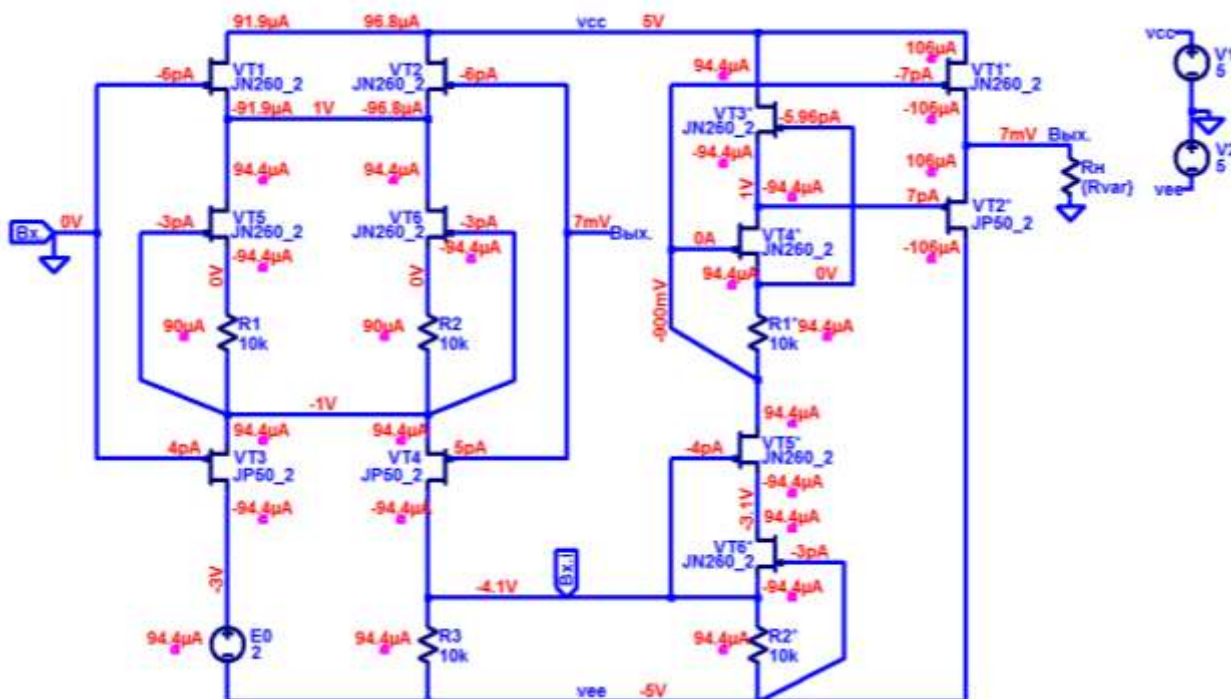 91.9µA 96.8µA vcc 5V
-6pA VT1 JN260_2
VT2 JN260_2 -6pA
-91.9µA 1V -96.8µA
94.4µA 94.4µA
Вх. 0V
-3pA VT5 JN260_2
VT6 JN260_2 -3pA
7mV Вых.
-94.4µA -94.4µA
0V 0V
90µA R1 10k
90µA R2 10k
-1V
94.4µA 94.4µA
4pA VT3 JP50_2
VT4 JP50_2 5pA
-94.4µA -94.4µA
-3V
-4.1V Вх.i
94.4µA E0 2
94.4µA R3 10k
vee -5V
94.4µA
VT3" JN260_2 -5.96pA
-94.4µA
1V -94.4µA
0A VT4" JN260_2
94.4µA 0V
-900mV
R1" 10k 94.4µA
94.4µA
-4pA VT5" JN260_2
-94.4µA
-3.1V 94.4µA
VT6" JN260_2 -3pA
-94.4µA
94.4µA R2" 10k
106µA
-7pA VT1" JN260_2
-106µA
7mV Вых.
106µA
7pA VT2" JP50_2
-106µA
Rн {Rvar}
vcc
5
5
vee